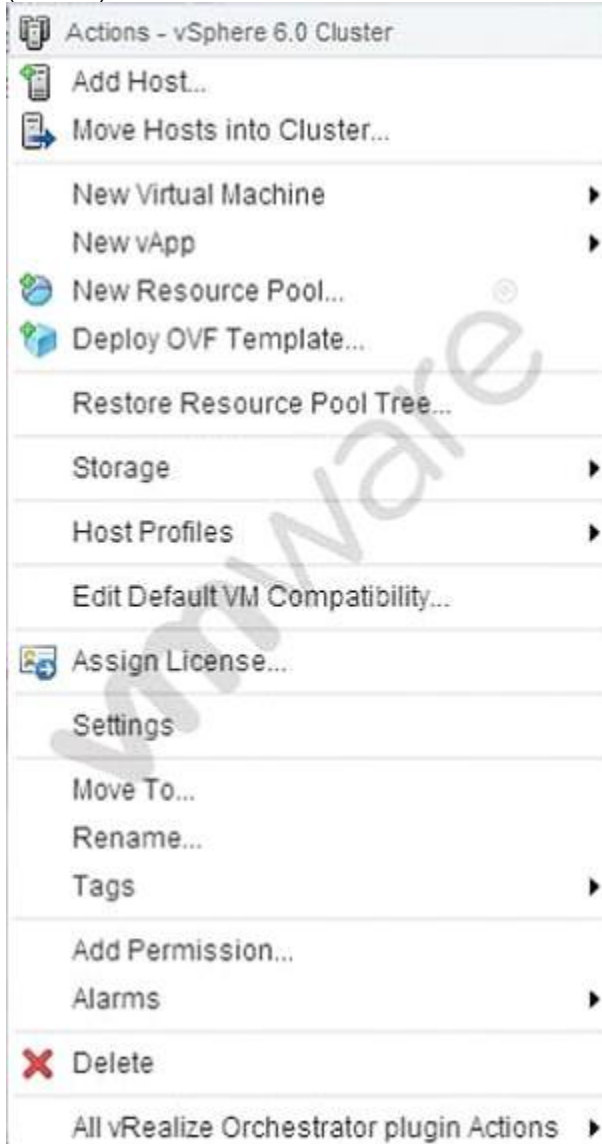 Actions - vSphere 6.0 Cluster
Add Host...
Move Hosts into Cluster...
New Virtual Machine
New vApp
New Resource Pool...
Deploy OVF Template...
Restore Resource Pool Tree...
Storage
Host Profiles
Edit Default VM Compatibility...
Assign License...
Settings
Move To...
Rename...
Tags
Add Permission...
Alarms
Delete
All vRealize Orchestrator plugin Actions
vmware®